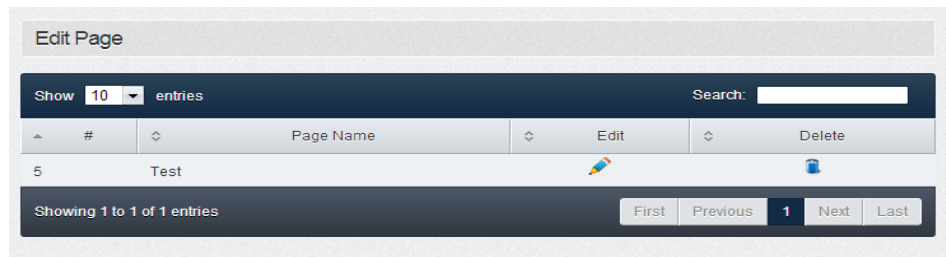 Edit Page
Show 10 entries Search:
# Page Name Edit Delete
5 Test
Showing 1 to 1 of 1 entries First Previous 1 Next Last